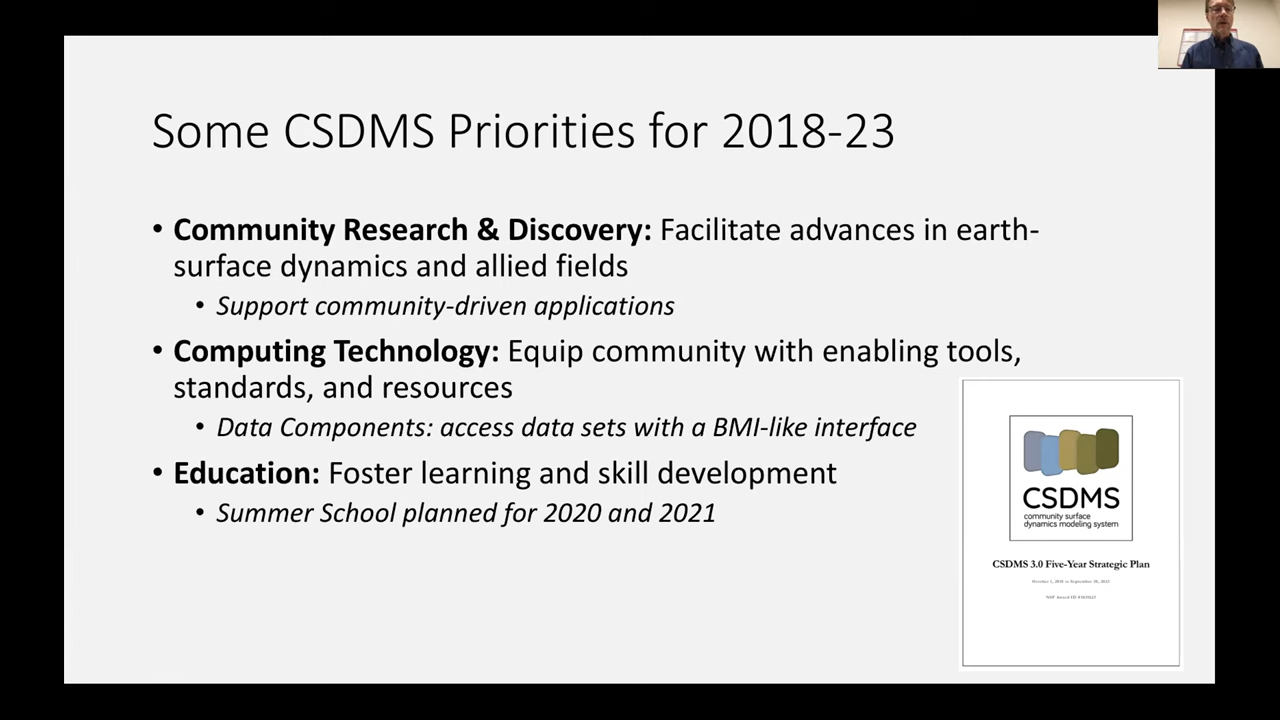 Some CSDMS Priorities for 2018-23
• Community Research & Discovery: Facilitate advances in earth-
surface dynamics and allied fields
• Support community-driven applications
• Computing Technology: Equip community with enabling tools,
standards, and resources
• Data Components: access data sets with a BMI-like interface
• Education: Foster learning and skill development
• Summer School planned for 2020 and 2021
CSDMS
community surface
dynamics modeling system
CSDMS 3.0 Five-Year Strategic Plan